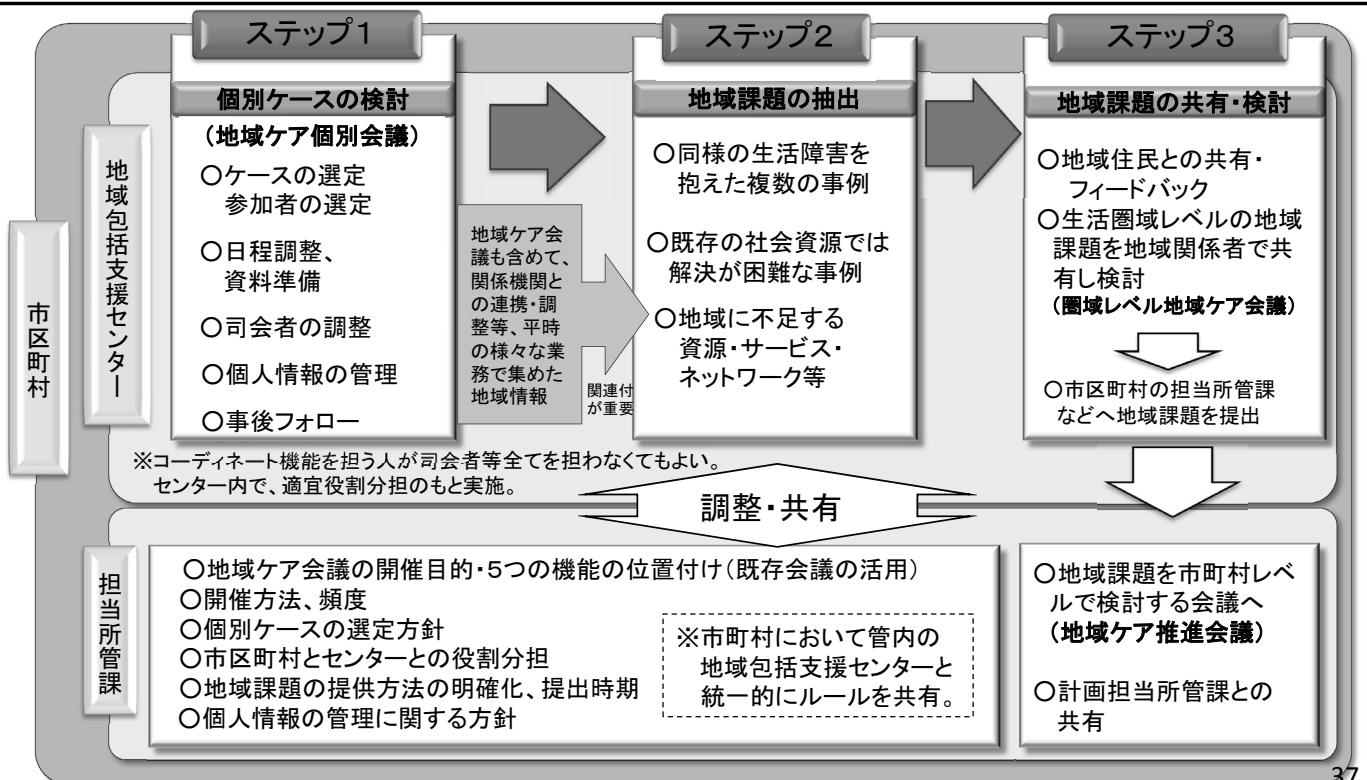 市区町村
地域包括支援センター
ステップ1
個別ケースの検討
(地域ケア個別会議)
○ケースの選定
参加者の選定
○日程調整、
資料準備
○司会者の調整
○個人情報の管理
○事後フォロー
地域ケア会
議も含めて、
関係機関と
の連携・調
整等、平時
の様々な業
務で集めた
地域情報
関連付
が重要
ステップ2
地域課題の抽出
○同様の生活障害を
抱えた複数の事例
○既存の社会資源では
解決が困難な事例
○地域に不足する
資源・サービス・
ネットワーク等
ステップ3
地域課題の共有・検討
○地域住民との共有・
フィードバック
○生活圏域レベルの地域
課題を地域関係者で共
有し検討
(圏域レベル地域ケア会議)
○市区町村の担当所管課
などへ地域課題を提出
※コーディネート機能を担う人が司会者等全てを担わなくてもよい。
センター内で、適宜役割分担のもと実施。
調整・共有
担当所管課
○地域ケア会議の開催目的・5つの機能の位置付け(既存会議の活用)
○開催方法、頻度
○個別ケースの選定方針
○市区町村とセンターとの役割分担
○地域課題の提供方法の明確化、提出時期
○個人情報の管理に関する方針
※市町村において管内の
地域包括支援センターと
統一的にルールを共有。
○地域課題を市町村レベ
ルで検討する会議へ
(地域ケア推進会議)
○計画担当所管課との
共有
37